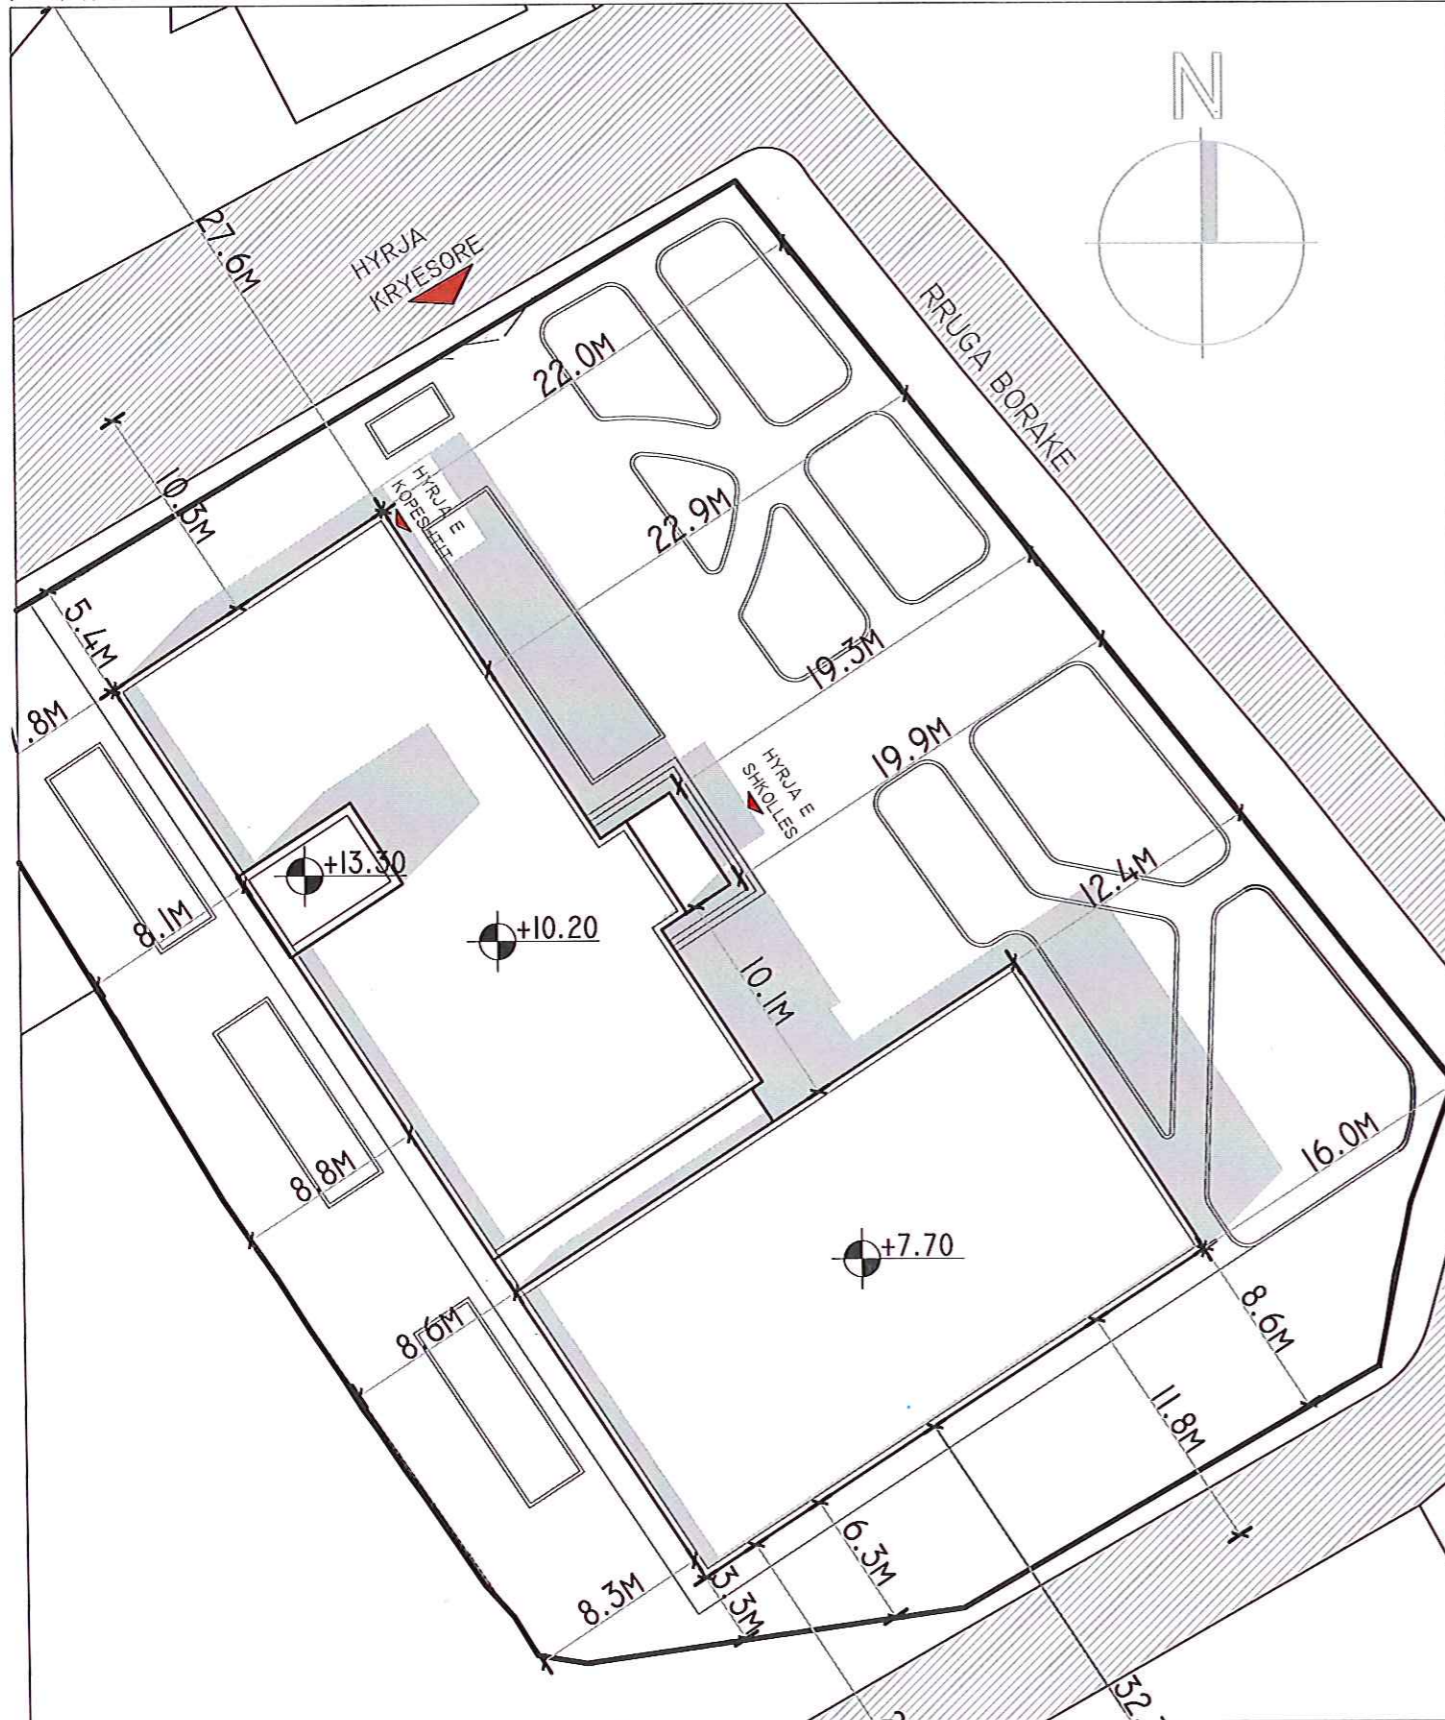 N
27.6M
HYRJA
KRYESORE
RRUGA BORAKE
22.0M
10.3M
HYRJA E
KOPESHTIT
22.9M
5.4M
19.3M
.8M
19.9M
HYRJA E
SHKOLLES
+13.30
12.4M
8.1M
+10.20
10.1M
16.0M
8.8M
+7.70
8.6M
8.6M
11.8M
6.3M
8.3M
3.3M
32.